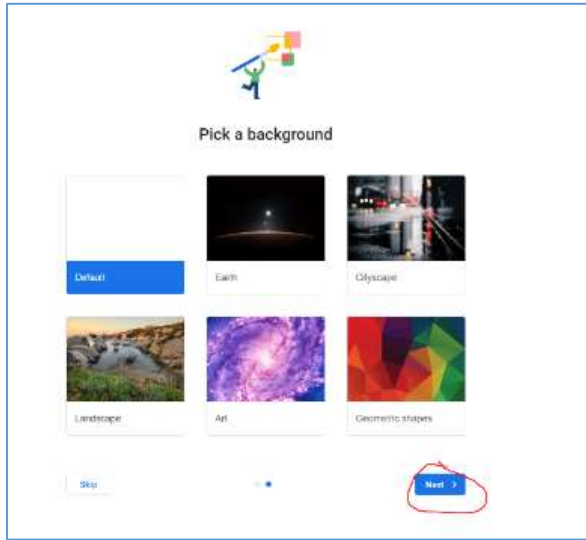 Pick a background
Default
Earth
Cityscape
Landscape
Art
Geometric shapes
Skip
Next